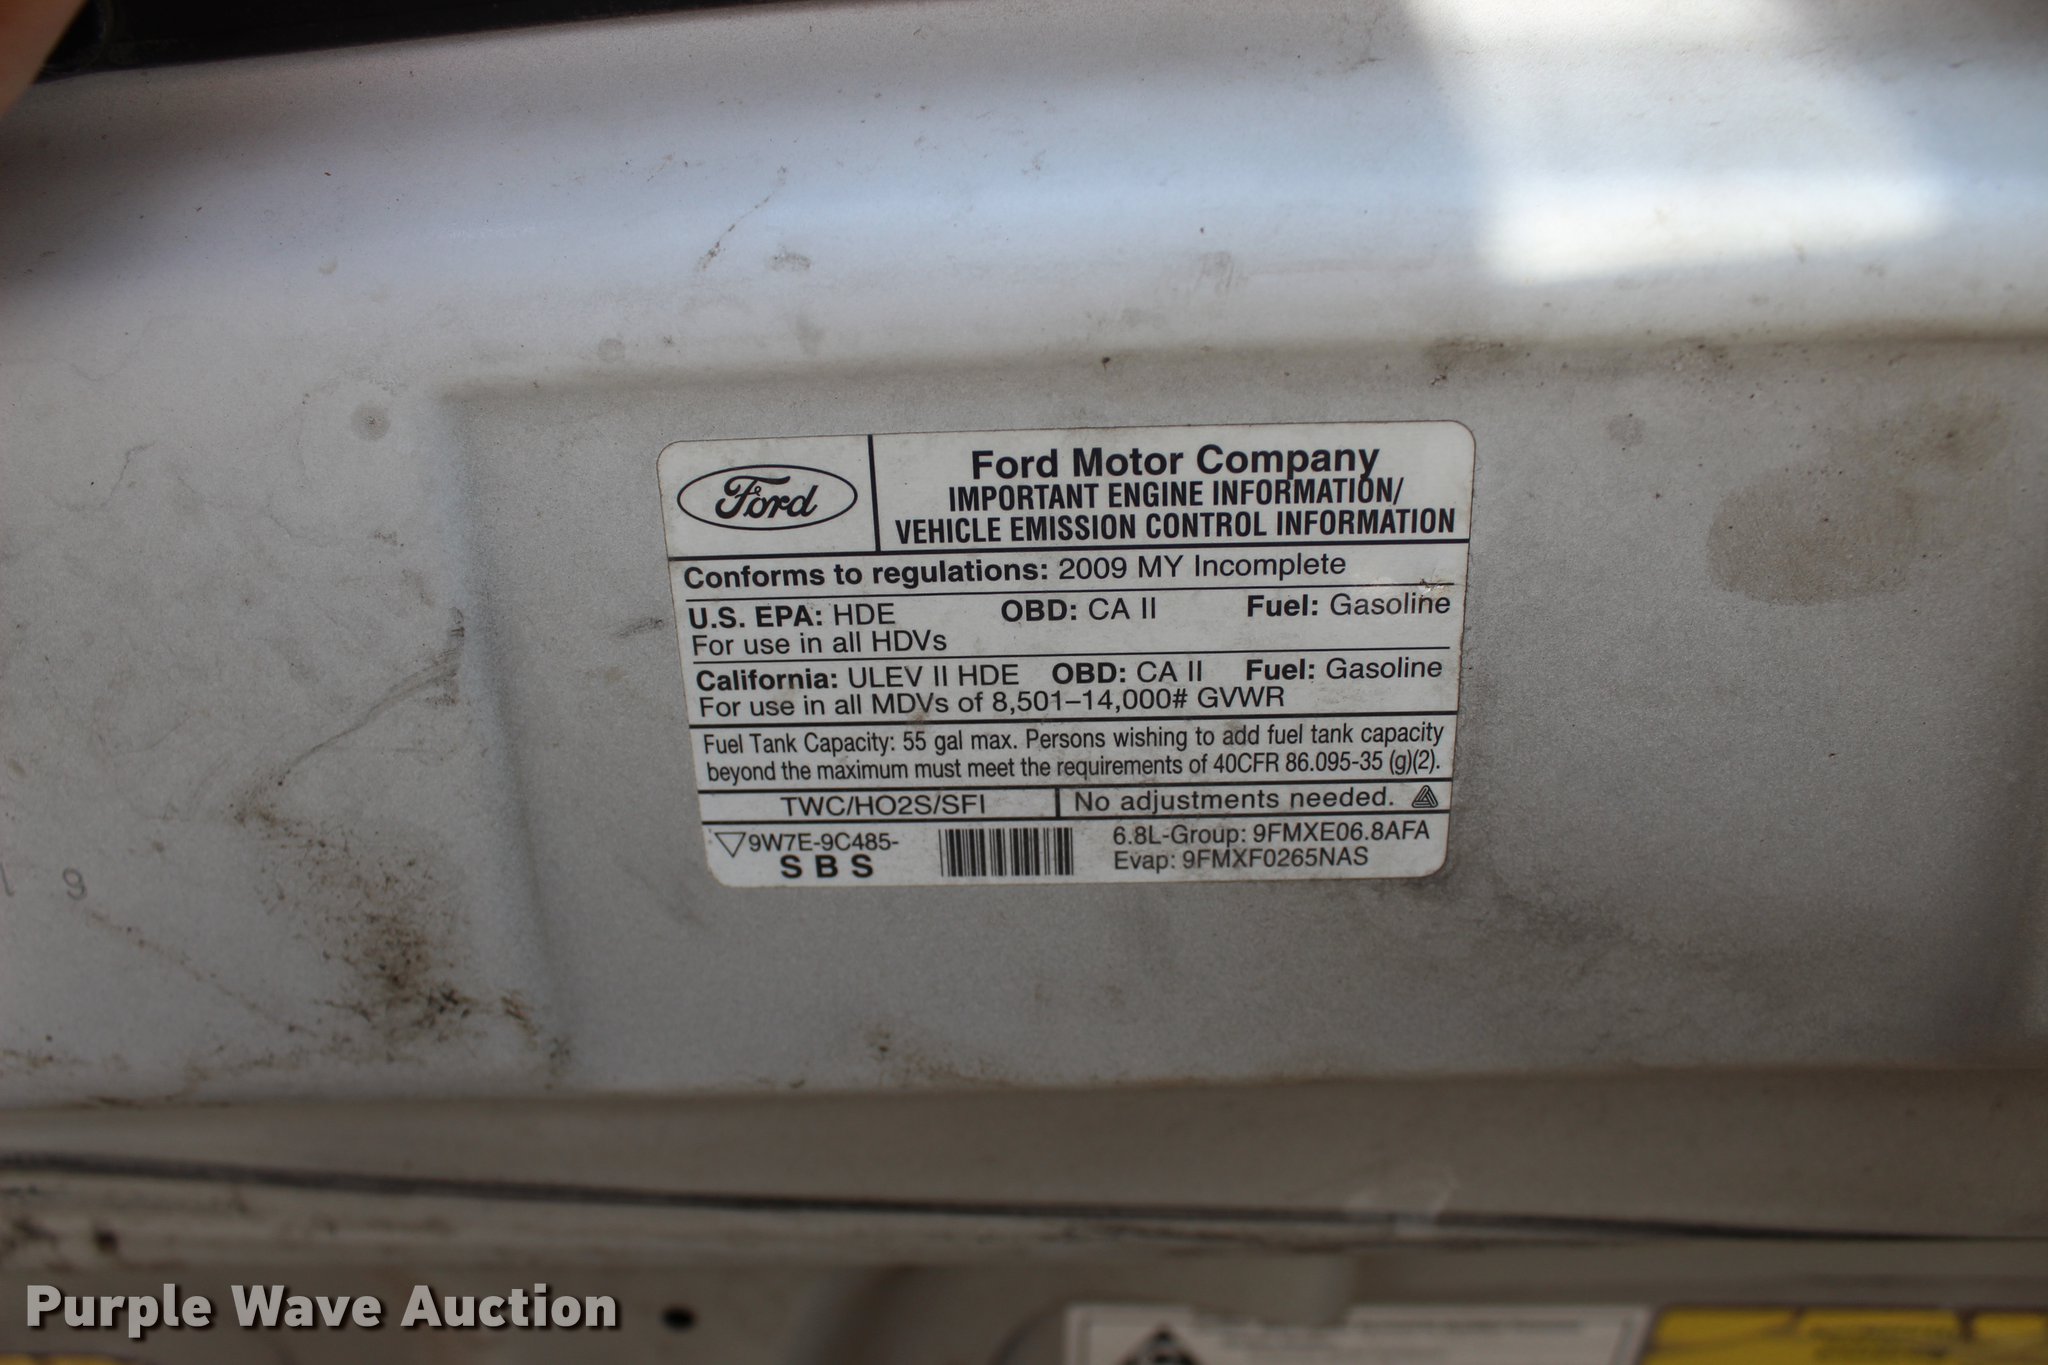 Ford
Ford Motor Company
IMPORTANT ENGINE INFORMATION/
VEHICLE EMISSION CONTROL INFORMATION
Conforms to regulations: 2009 MY Incomplete
U.S. EPA: HDE OBD: CA II Fuel: Gasoline
For use in all HDVs
California: ULEV II HDE OBD: CA II Fuel: Gasoline
For use in all MDVs of 8,501–14,000# GVWR
Fuel Tank Capacity: 55 gal max. Persons wishing to add fuel tank capacity
beyond the maximum must meet the requirements of 40CFR 86.095-35 (g)(2).
TWC/HO2S/SFI No adjustments needed.
9W7E-9C485- 6.8L-Group: 9FMXE06.8AFA
SBS Evap: 9FMXF0265NAS
Purple Wave Auction